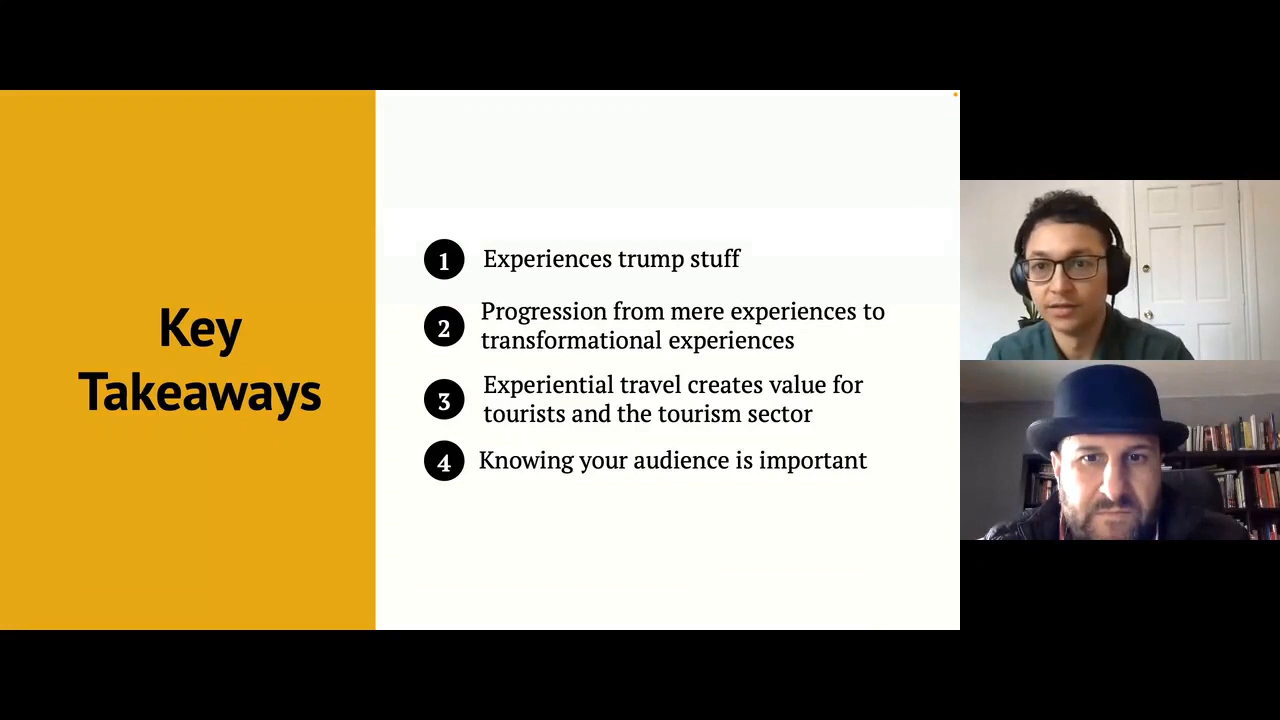 Key
Takeaways
1 Experiences trump stuff
2 Progression from mere experiences to
transformational experiences
3 Experiential travel creates value for
tourists and the tourism sector
4 Knowing your audience is important